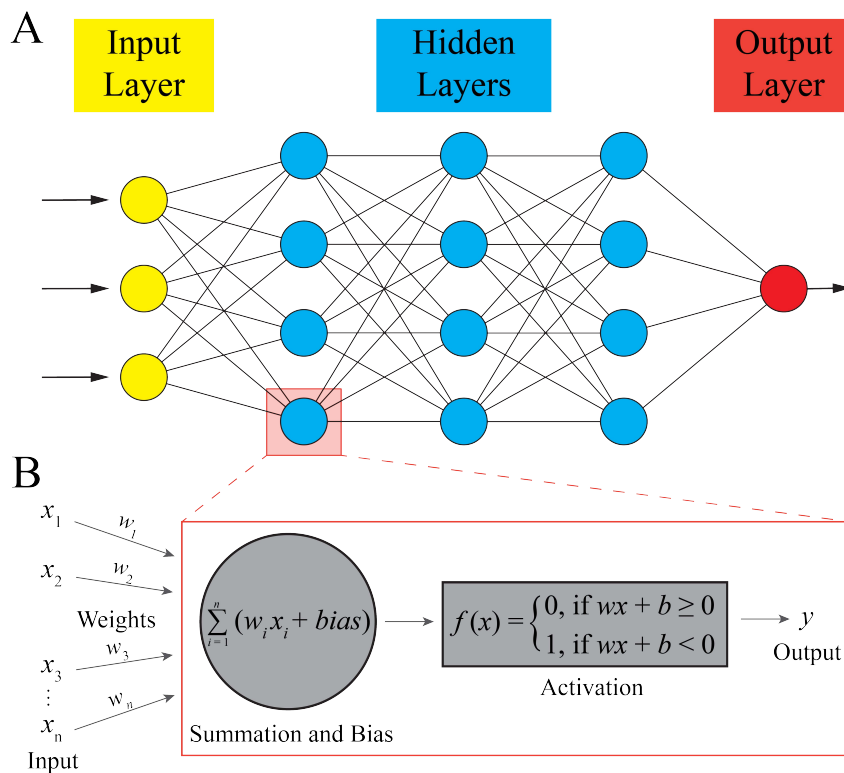 A
Input
Layer
Hidden
Layers
Output
Layer
B
x₁
w₁
x₂
w₂
Weights
x₃
w₃
⋮
xₙ
wₙ
Input
n
∑ (wᵢxᵢ + bias)
i = 1
Summation and Bias
f(x) = {
0, if wx + b ≥ 0
1, if wx + b < 0
Activation
y
Output